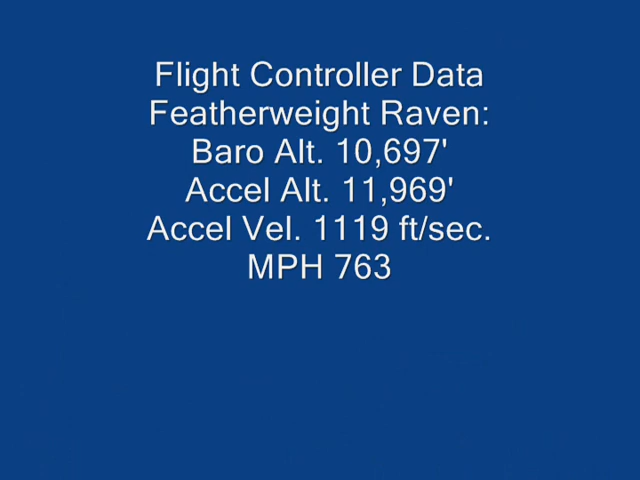 Flight Controller Data
Featherweight Raven:
Baro Alt. 10,697'
Accel Alt. 11,969'
Accel Vel. 1119 ft/sec.
MPH 763